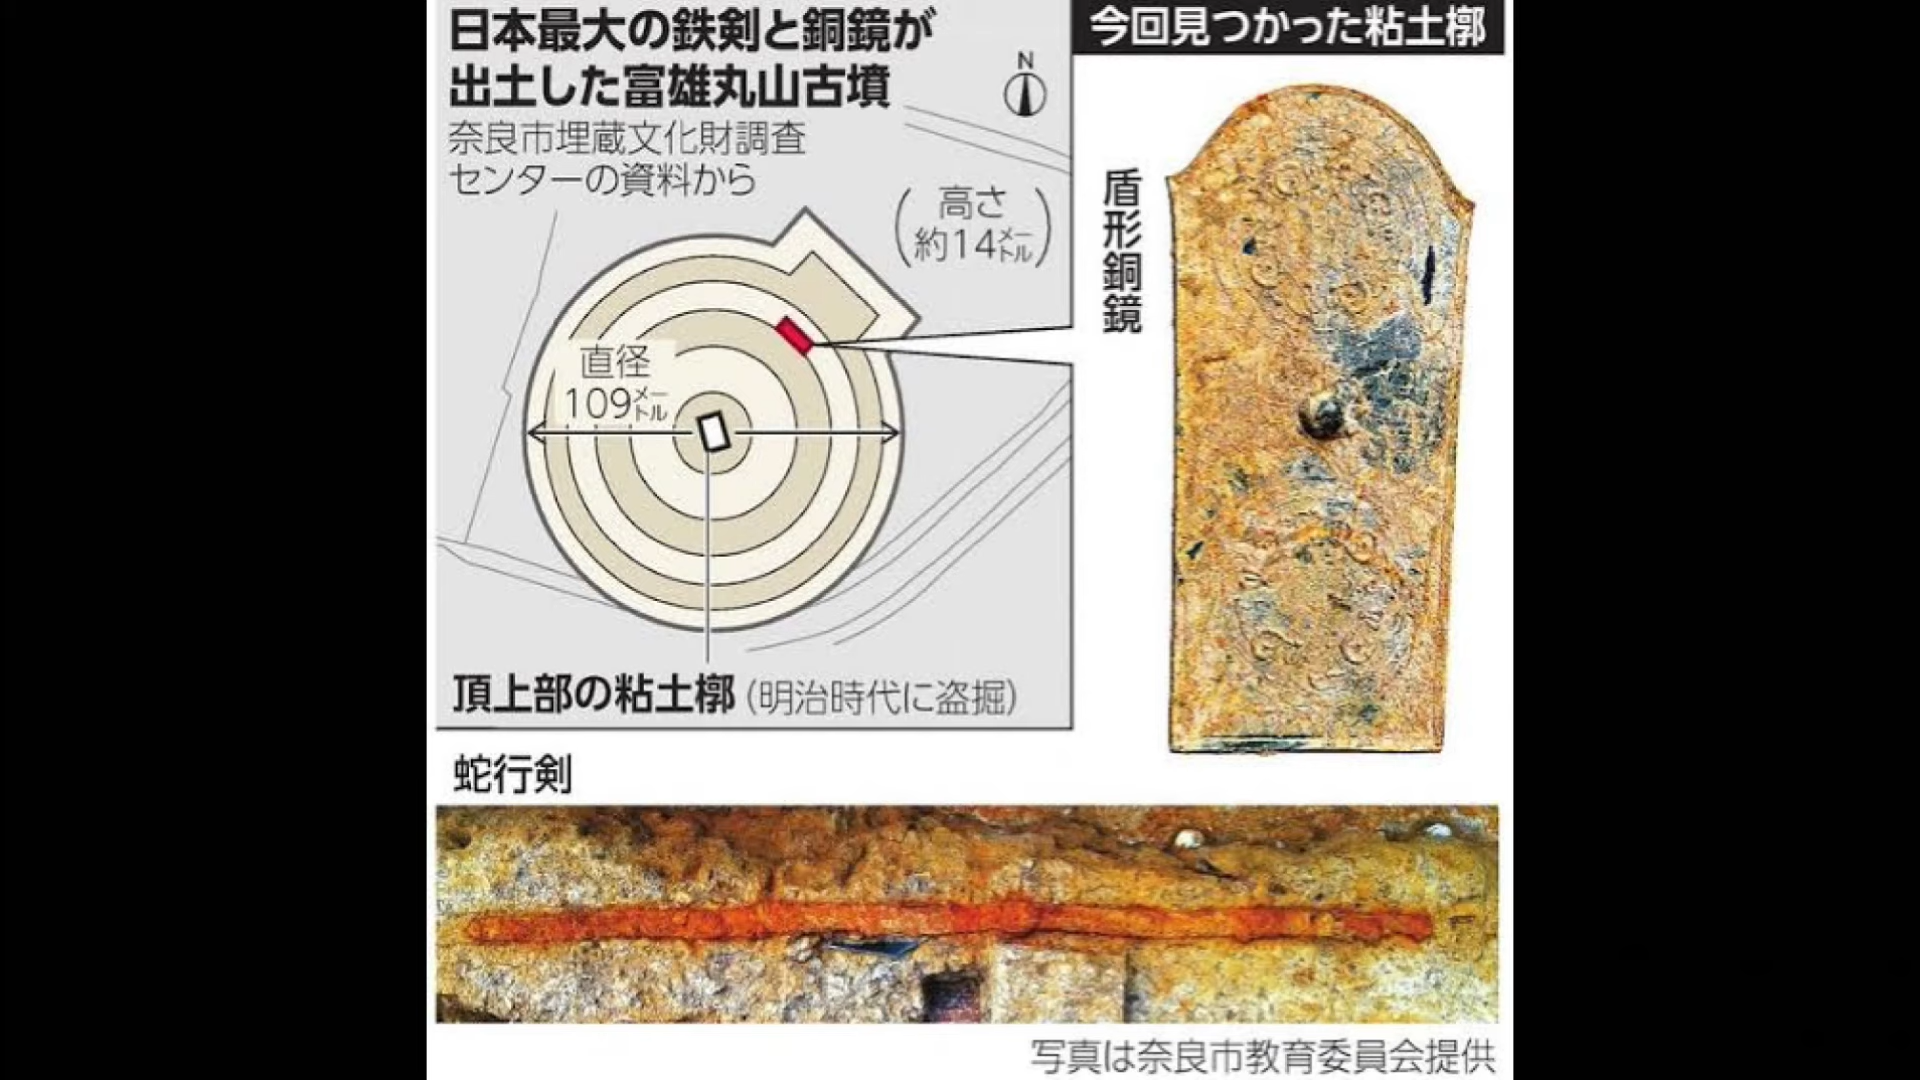 日本最大の鉄剣と銅鏡が
出土した富雄丸山古墳
奈良市埋蔵文化財調査
センターの資料から
N
(高さ
約14メートル)
直径
109メートル
頂上部の粘土槨(明治時代に盗掘)
今回見つかった粘土槨
盾形銅鏡
蛇行剣
写真は奈良市教育委員会提供